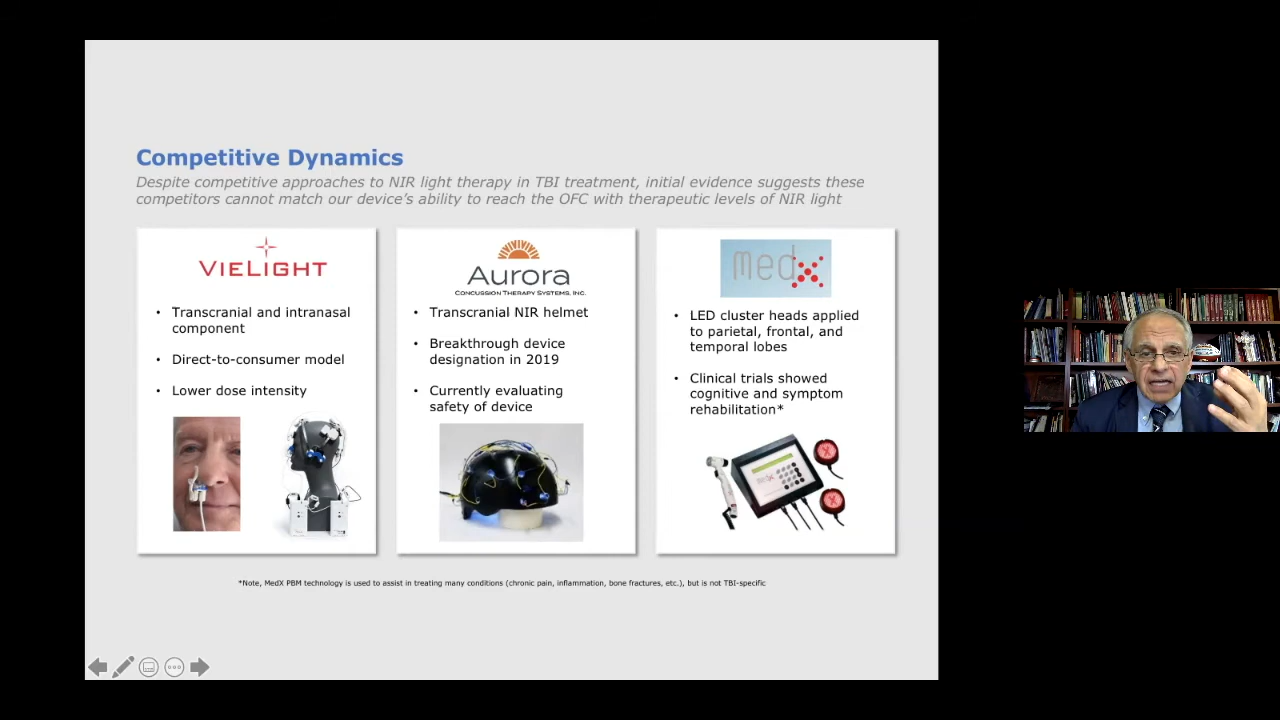 Competitive Dynamics
Despite competitive approaches to NIR light therapy in TBI treatment, initial evidence suggests these
competitors cannot match our device's ability to reach the OFC with therapeutic levels of NIR light
VIELIGHT
• Transcranial and intranasal
component
• Direct-to-consumer model
• Lower dose intensity
Aurora
CONCUSSION THERAPY SYSTEMS, INC.
• Transcranial NIR helmet
• Breakthrough device
designation in 2019
• Currently evaluating
safety of device
medx
• LED cluster heads applied
to parietal, frontal, and
temporal lobes
• Clinical trials showed
cognitive and symptom
rehabilitation*
*Note, MedX PBM technology is used to assist in treating many conditions (chronic pain, inflammation, bone fractures, etc.), but is not TBI-specific